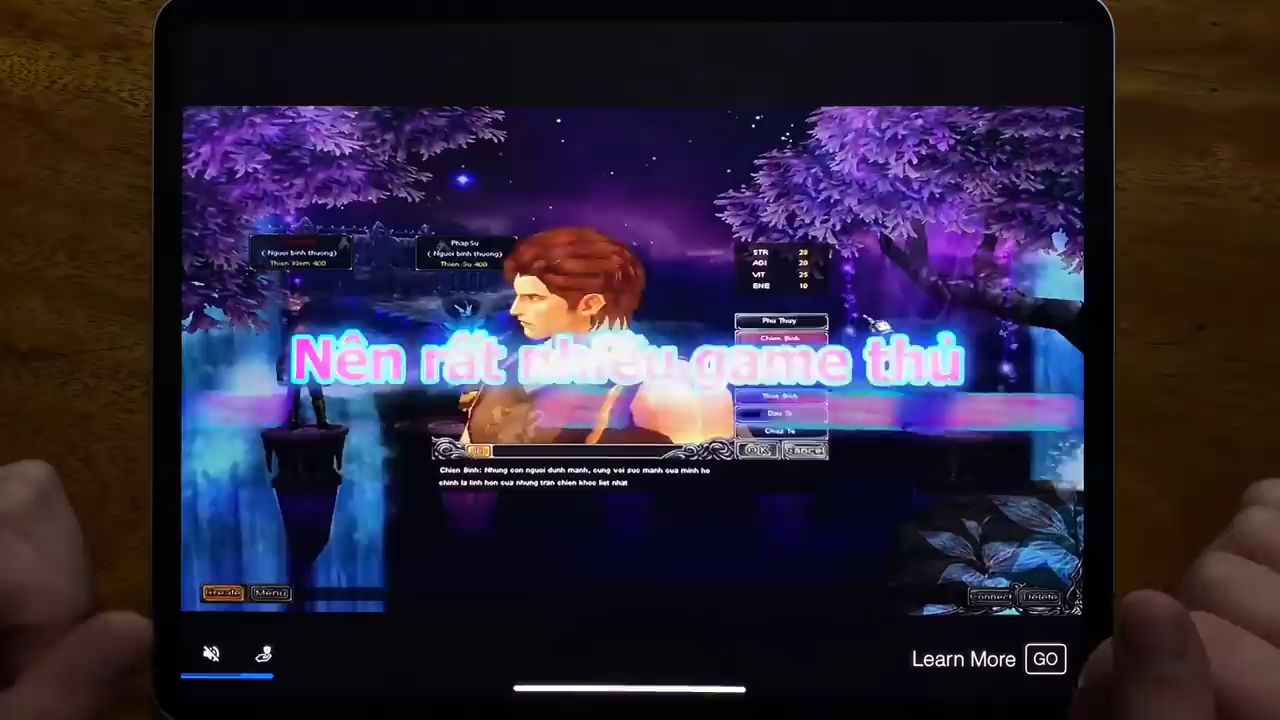 Phap Su
( Nguoi binh thuong)
( Nguoi binh thuong)
Thien Kiem 400
Thien Su 400
STR 20
AGI 20
VIT 25
ENE 10
Phu Thuy
Chien Binh
Nên rất nhiều game thủ
Dau Si
OK
Cancel
Chien Binh: Nhung con nguoi dunh manh, cung voi suc manh cua minh ho
chinh la linh hon cua nhung tran chien khoc liet nhat
Create
Menu
Connect
Delete
Learn More
GO